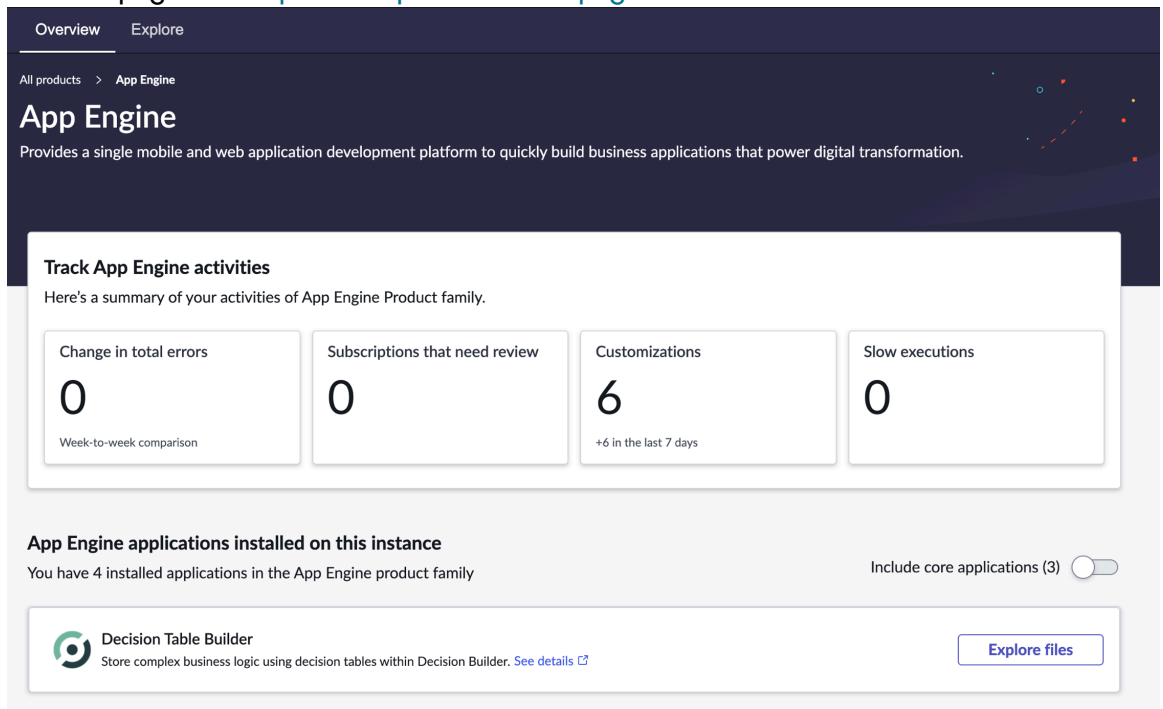 Overview Explore
All products > App Engine
App Engine
Provides a single mobile and web application development platform to quickly build business applications that power digital transformation.
Track App Engine activities
Here's a summary of your activities of App Engine Product family.
Change in total errors
0
Week-to-week comparison
Subscriptions that need review
0
Customizations
6
+6 in the last 7 days
Slow executions
0
App Engine applications installed on this instance
You have 4 installed applications in the App Engine product family
Include core applications (3)
Decision Table Builder
Store complex business logic using decision tables within Decision Builder. See details
Explore files